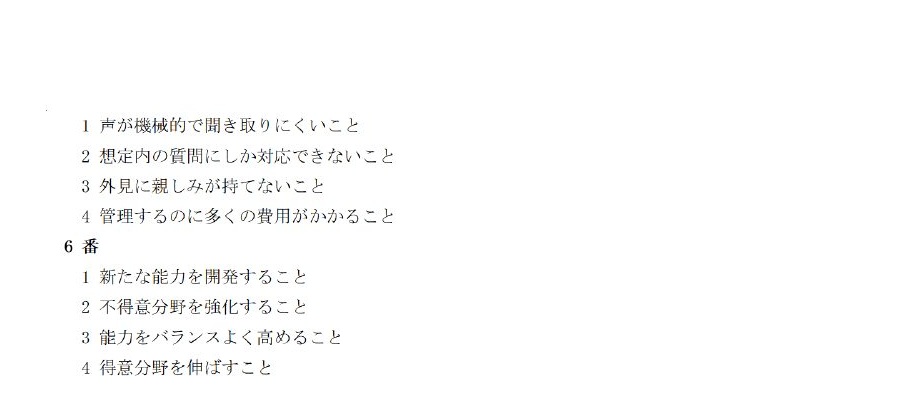 1 声が機械的で聞き取りにくいこと
2 想定内の質問にしか対応できないこと
3 外見に親しみが持てないこと
4 管理するのに多くの費用がかかること
6 番
1 新たな能力を開発すること
2 不得意分野を強化すること
3 能力をバランスよく高めること
4 得意分野を伸ばすこと